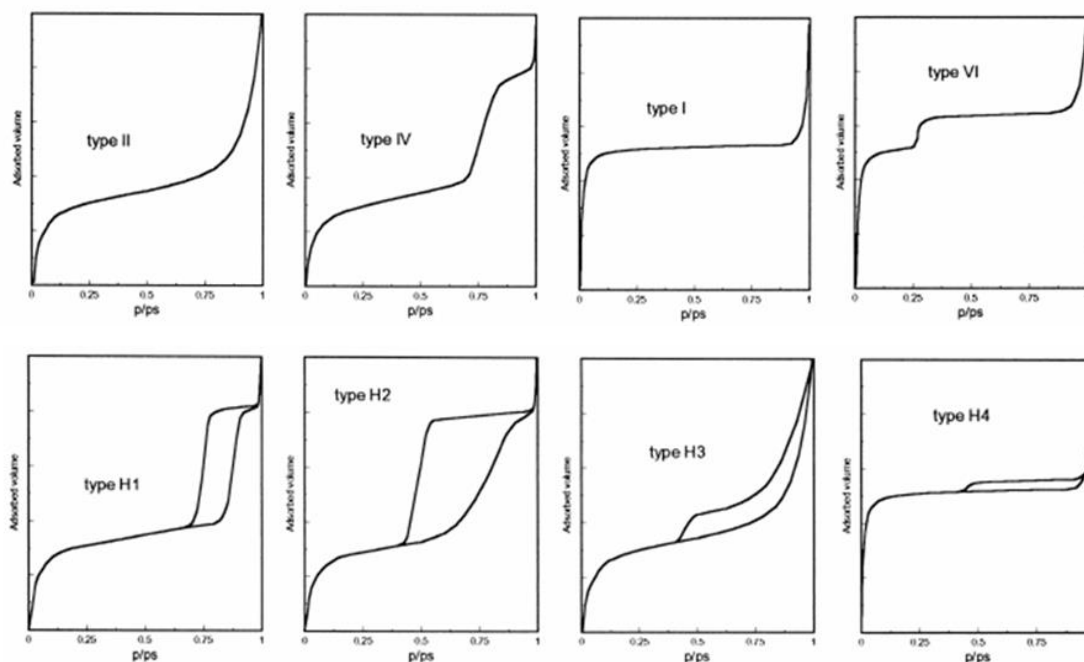 Adsorbed volume
type II
0 0.25 0.5 0.75 1
p/ps
Adsorbed volume
type IV
0 0.25 0.5 0.75 1
p/ps
Adsorbed volume
type I
0 0.25 0.5 0.75 1
p/ps
Adsorbed volume
type VI
0 0.25 0.5 0.75
p/ps
Adsorbed volume
type H1
0 0.25 0.5 0.75 1
p/ps
Adsorbed volume
type H2
0 0.25 0.5 0.75 1
p/ps
Adsorbed volume
type H3
0 0.25 0.5 0.75 1
p/ps
Adsorbed volume
type H4
0 0.25 0.5 0.75
p/ps